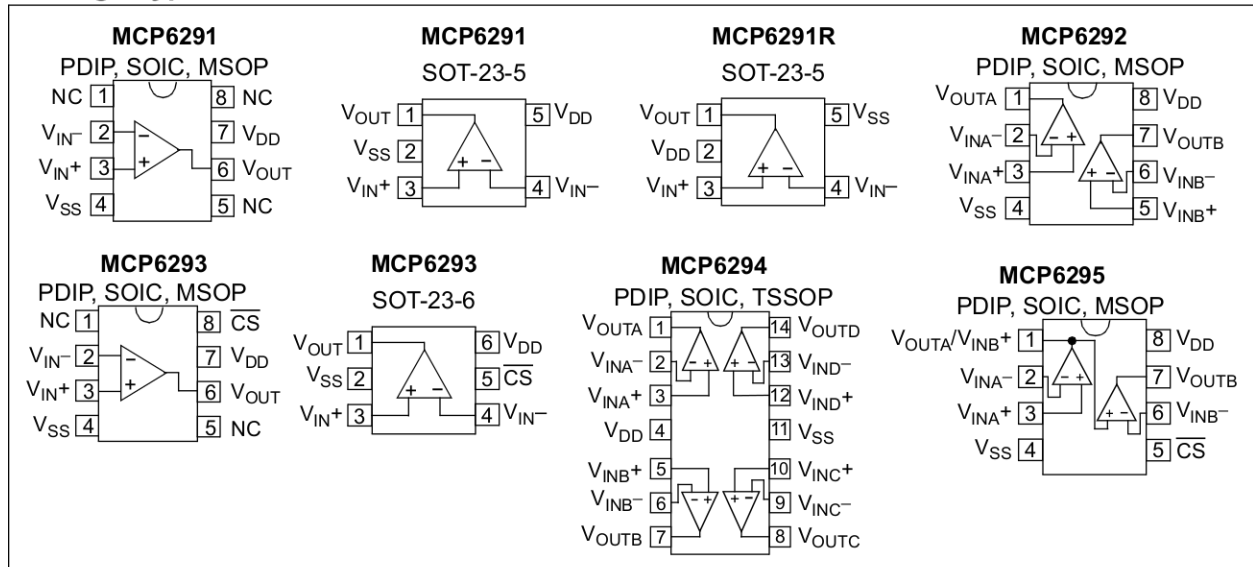 MCP6291
PDIP, SOIC, MSOP
NC 1
8 NC
VIN– 2
7 VDD
VIN+ 3
6 VOUT
VSS 4
5 NC
– +
MCP6291
SOT-23-5
VOUT 1
5 VDD
VSS 2
VIN+ 3
4 VIN–
+ –
MCP6291R
SOT-23-5
VOUT 1
5 VSS
VDD 2
VIN+ 3
4 VIN–
+ –
MCP6292
PDIP, SOIC, MSOP
VOUTA 1
8 VDD
VINA– 2
7 VOUTB
VINA+ 3
6 VINB–
VSS 4
5 VINB+
- +
+ -
MCP6293
PDIP, SOIC, MSOP
NC 1
8 CS
VIN– 2
7 VDD
VIN+ 3
6 VOUT
VSS 4
5 NC
– +
MCP6293
SOT-23-6
VOUT 1
6 VDD
VSS 2
5 CS
VIN+ 3
4 VIN–
+ –
MCP6294
PDIP, SOIC, TSSOP
VOUTA 1
14 VOUTD
VINA– 2
13 VIND–
VINA+ 3
12 VIND+
VDD 4
11 VSS
VINB+ 5
10 VINC+
VINB– 6
9 VINC–
VOUTB 7
8 VOUTC
- +
+ -
- +
+ -
MCP6295
PDIP, SOIC, MSOP
VOUTA/VINB+ 1
8 VDD
VINA– 2
7 VOUTB
VINA+ 3
6 VINB–
VSS 4
5 CS
- +
+ -